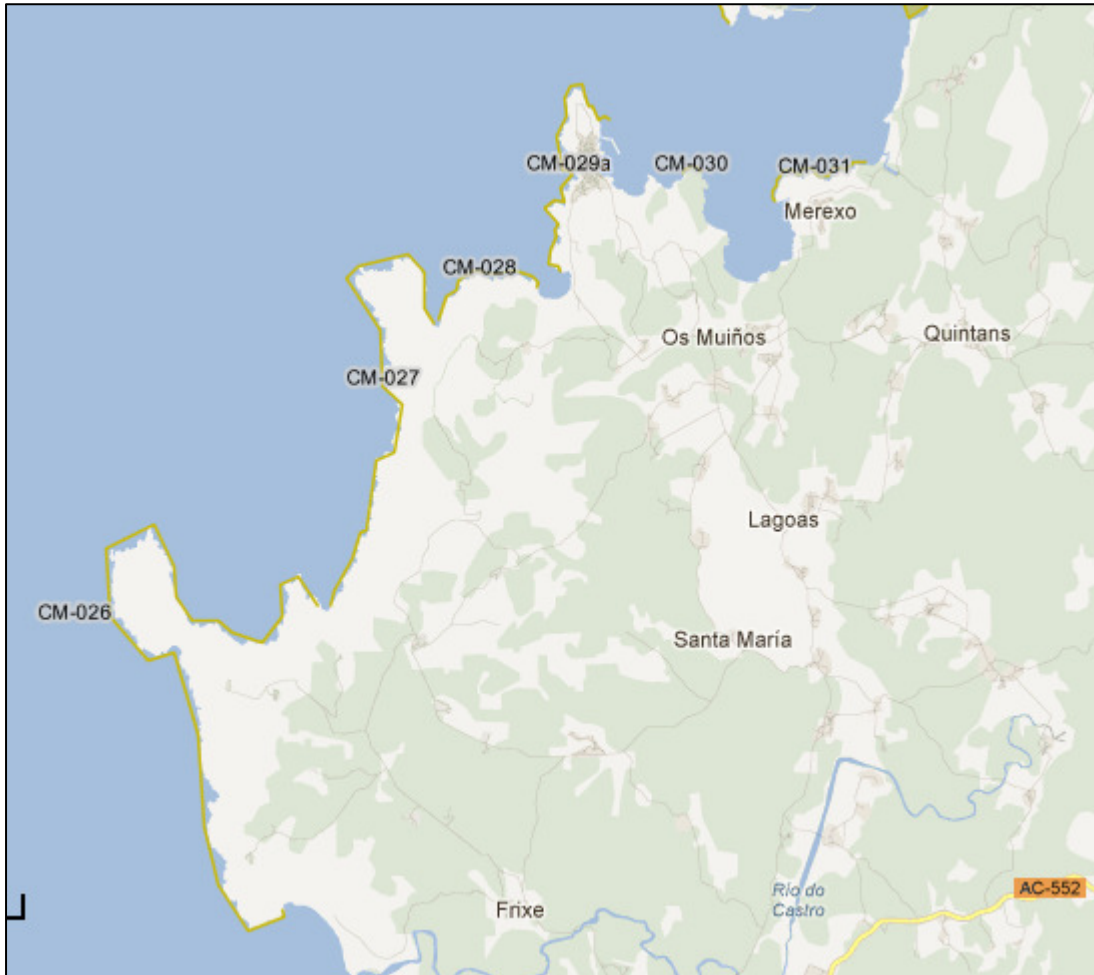 CM-029a
CM-030
CM-031
Merexo
CM-028
Os Muiños
Quintans
CM-027
Lagoas
CM-026
Santa María
AC-552
Río do
Castro
Frixe